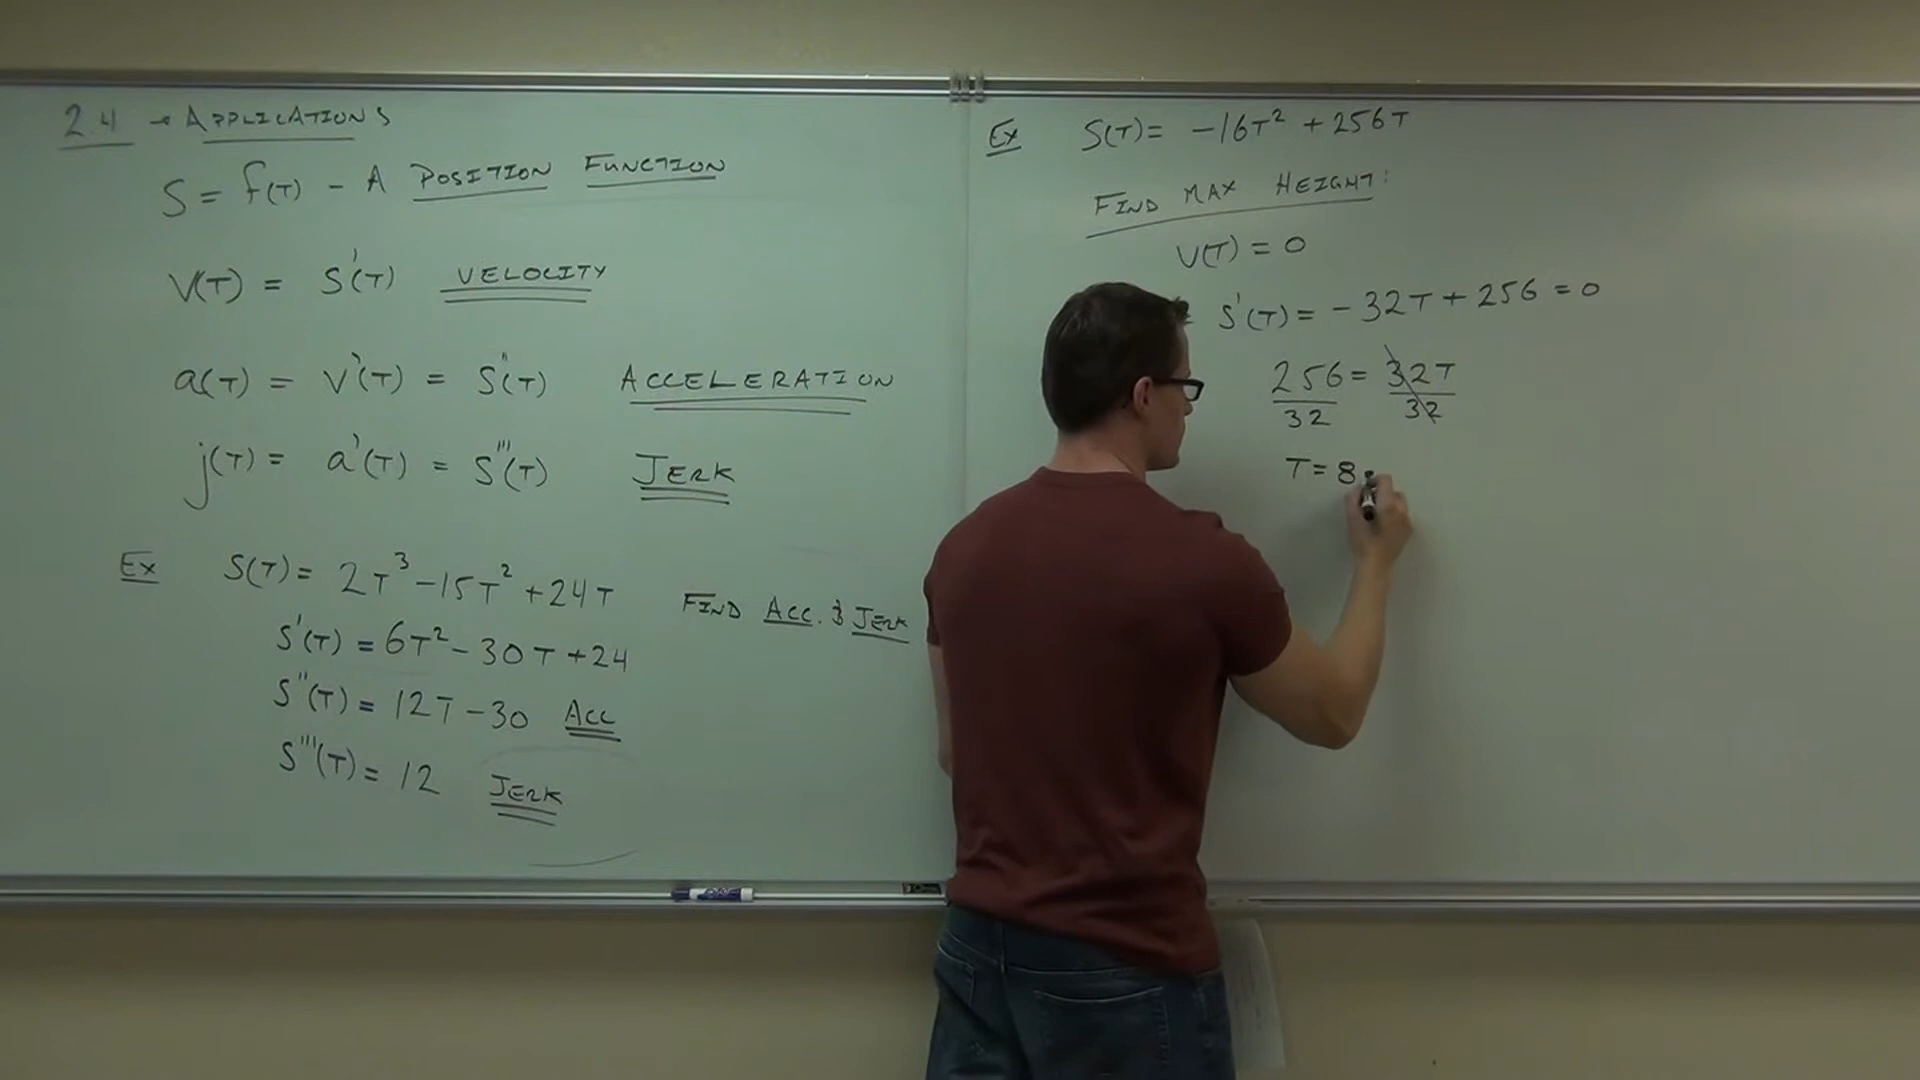 2.4 → APPLICATIONS
S = f(T) - A POSITION FUNCTION
V(T) = S'(T) VELOCITY
a(T) = V'(T) = S''(T) ACCELERATION
j(T) = a'(T) = S'''(T) JERK
Ex S(T) = 2T³ - 15T² + 24T FIND ACC. & JERK
S'(T) = 6T² - 30T + 24
S''(T) = 12T - 30 ACC
S'''(T) = 12 JERK
Ex S(T) = -16T² + 256T
FIND MAX HEIGHT:
V(T) = 0
S'(T) = -32T + 256 = 0
256 = 32T
32 32
T = 8